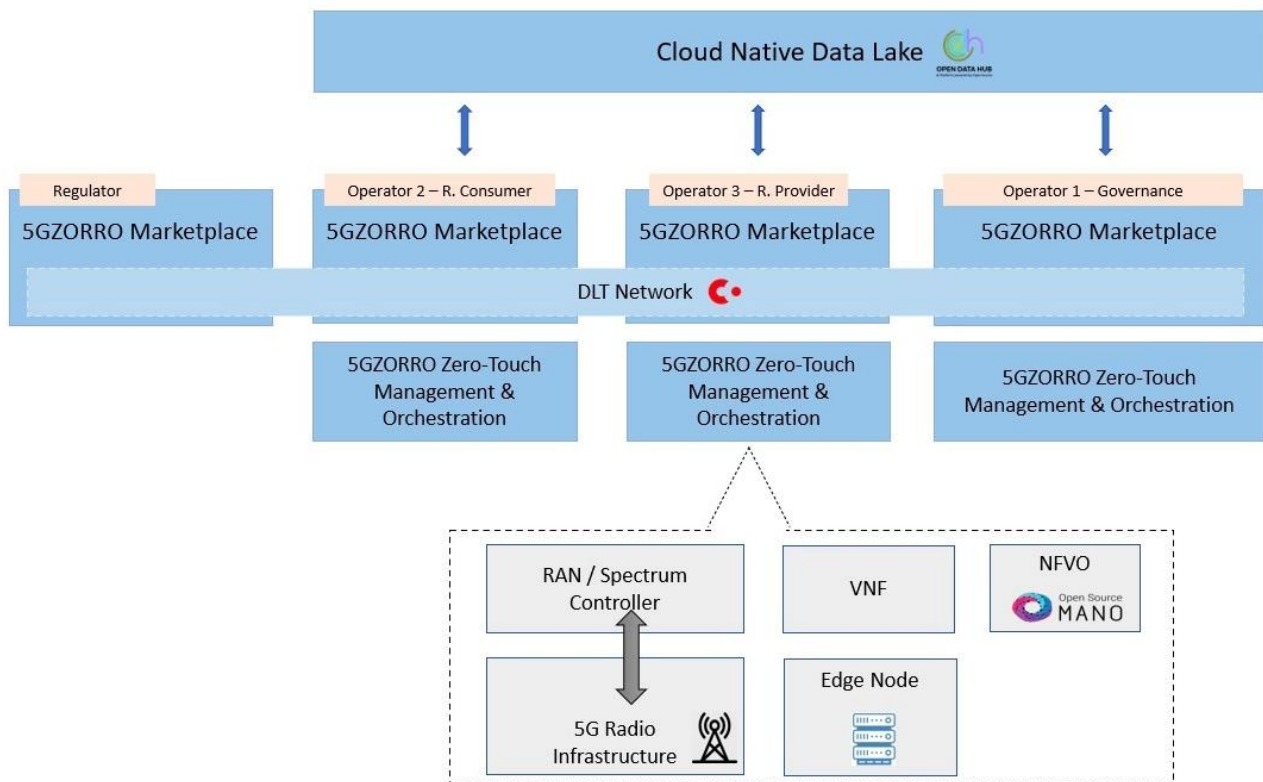 Cloud Native Data Lake
OPEN DATA HUB
Regulator
Operator 2 – R. Consumer
Operator 3 – R. Provider
Operator 1 – Governance
5GZORRO Marketplace
5GZORRO Marketplace
5GZORRO Marketplace
5GZORRO Marketplace
DLT Network
5GZORRO Zero-Touch
Management &
Orchestration
5GZORRO Zero-Touch
Management &
Orchestration
5GZORRO Zero-Touch
Management & Orchestration
RAN / Spectrum
Controller
VNF
NFVO
Open Source
MANO
5G Radio
Infrastructure
Edge Node